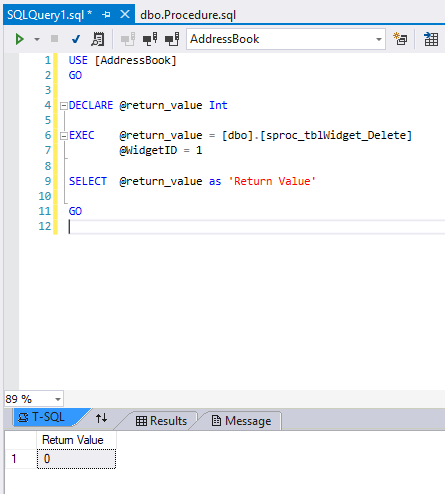 SQLQuery1.sql * dbo.Procedure.sql
AddressBook
1 USE [AddressBook]
2 GO
3
4 DECLARE @return_value Int
5
6 EXEC @return_value = [dbo].[sproc_tblWidget_Delete]
7 @WidgetID = 1
8
9 SELECT @return_value as 'Return Value'
10
11 GO
12
89 %
T-SQL Results Message
Return Value
1 0